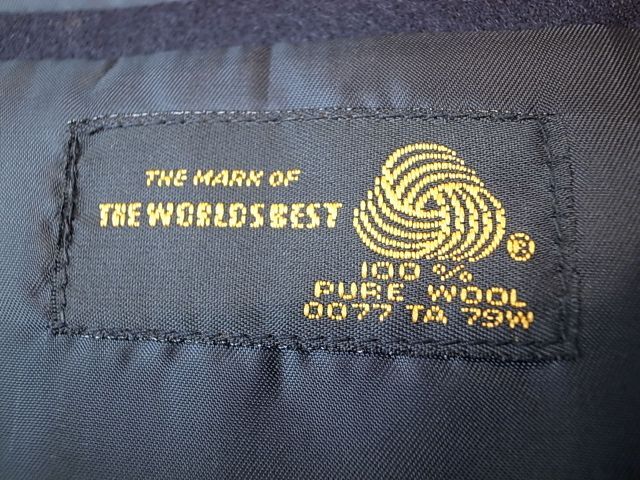 THE MARK OF
THE WORLDS BEST
®
100 %
PURE WOOL
0077 TA 79W